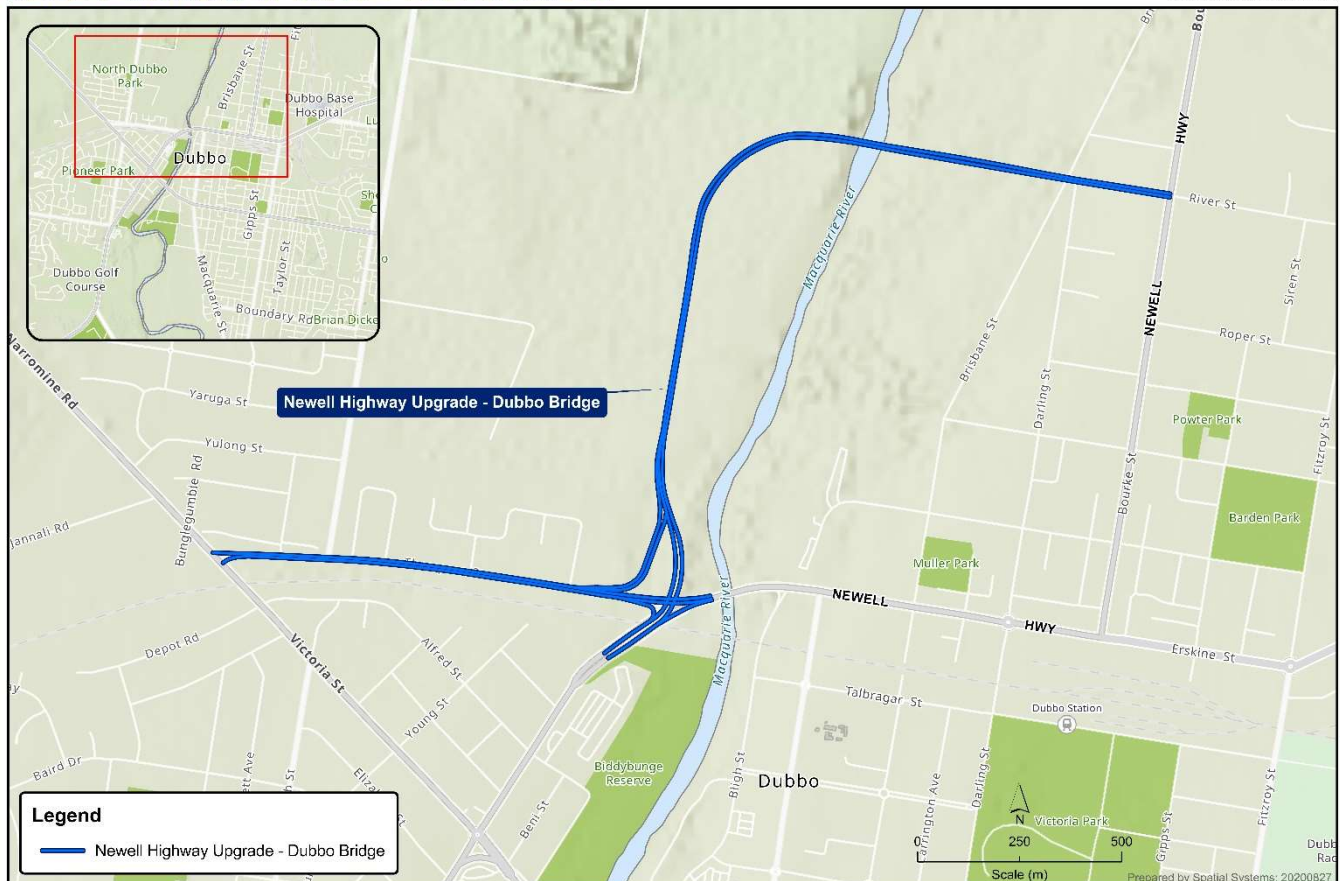 North Dubbo
Park
Brisbane St
Dubbo Base
Hospital
Dubbo
Pioneer Park
Gipps St
Taylor St
Macquarie St
Dubbo Golf
Course
Boundary Rd
Brian Dicke
HWY
River St
Macquarie River
Siren St
NEWELL
Roper St
Narromine Rd
Brisbane St
Darling St
Yaruga St
Newell Highway Upgrade - Dubbo Bridge
Powter Park
Fitzroy St
Yulong St
Bunglegumbie Rd
Bourke St
Jannali Rd
Barden Park
Muller Park
NEWELL
HWY
Macquarie River
Erskine St
Depot Rd
Alfred St
Victoria St
Young St
Talbragar St
Dubbo Station
Baird Dr
Biddybunge
Reserve
Bligh St
Dubbo
Darling St
Beni St
Fitzroy St
Gipps St
N
Victoria Park
0 250 500
Scale (m)
Legend
Newell Highway Upgrade - Dubbo Bridge
Prepared by Spatial Systems: 20200827